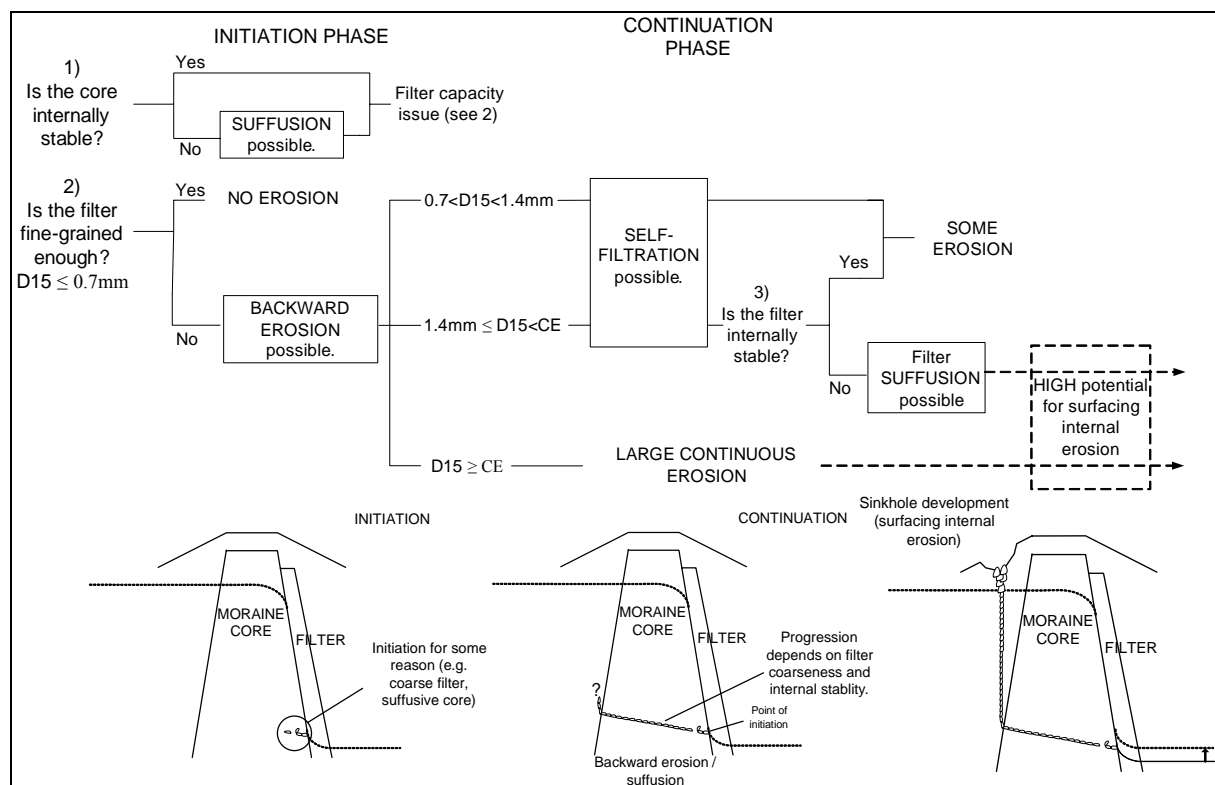 INITIATION PHASE
CONTINUATION
PHASE
1)
Is the core
internally
stable?
Yes
No
SUFFUSION
possible.
Filter capacity
issue (see 2)
2)
Is the filter
fine-grained
enough?
D15 ≤ 0.7mm
Yes
NO EROSION
No
BACKWARD
EROSION
possible.
0.7<D15<1.4mm
1.4mm ≤ D15<CE
D15 ≥ CE
SELF-
FILTRATION
possible.
3)
Is the filter
internally
stable?
Yes
No
SOME
EROSION
Filter
SUFFUSION
possible
HIGH potential
for surfacing
internal
erosion
LARGE CONTINUOUS
EROSION
INITIATION
MORAINE
CORE
FILTER
Initiation for some
reason (e.g.
coarse filter,
suffusive core)
CONTINUATION
MORAINE
CORE
FILTER
Progression
depends on filter
coarseness and
internal stablity.
?
Point of
initiation
Backward erosion /
suffusion
Sinkhole development
(surfacing internal
erosion)
MORAINE
CORE
FILTER